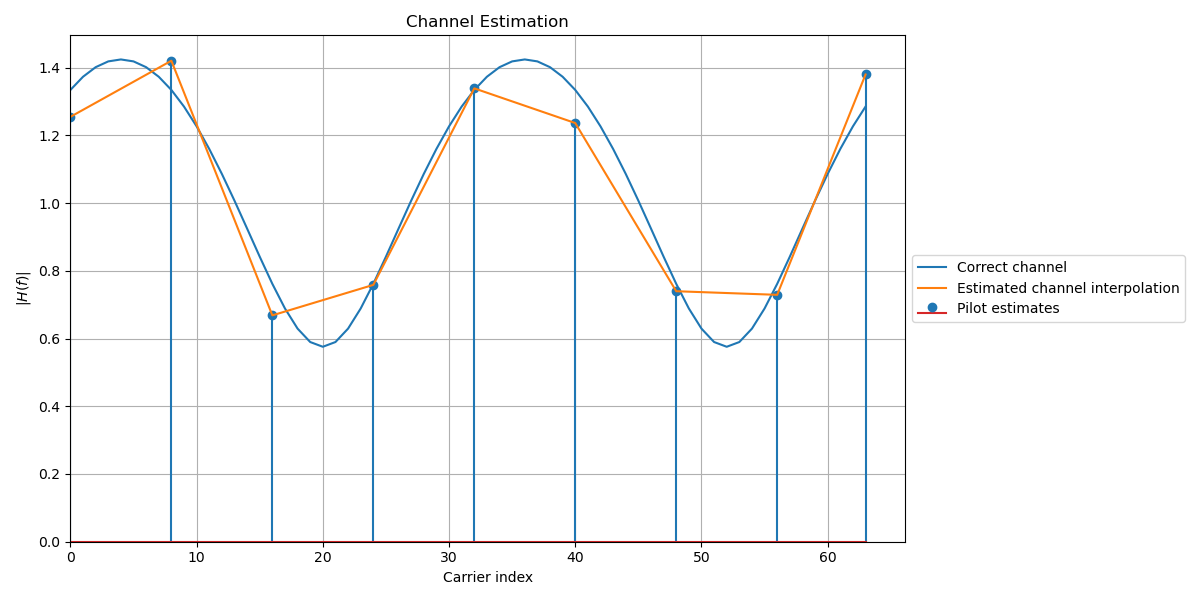 Channel Estimation
|H(f)|
1.4
1.2
1.0
0.8
0.6
0.4
0.2
0.0
0 10 20 30 40 50 60
Carrier index
Correct channel
Estimated channel interpolation
Pilot estimates